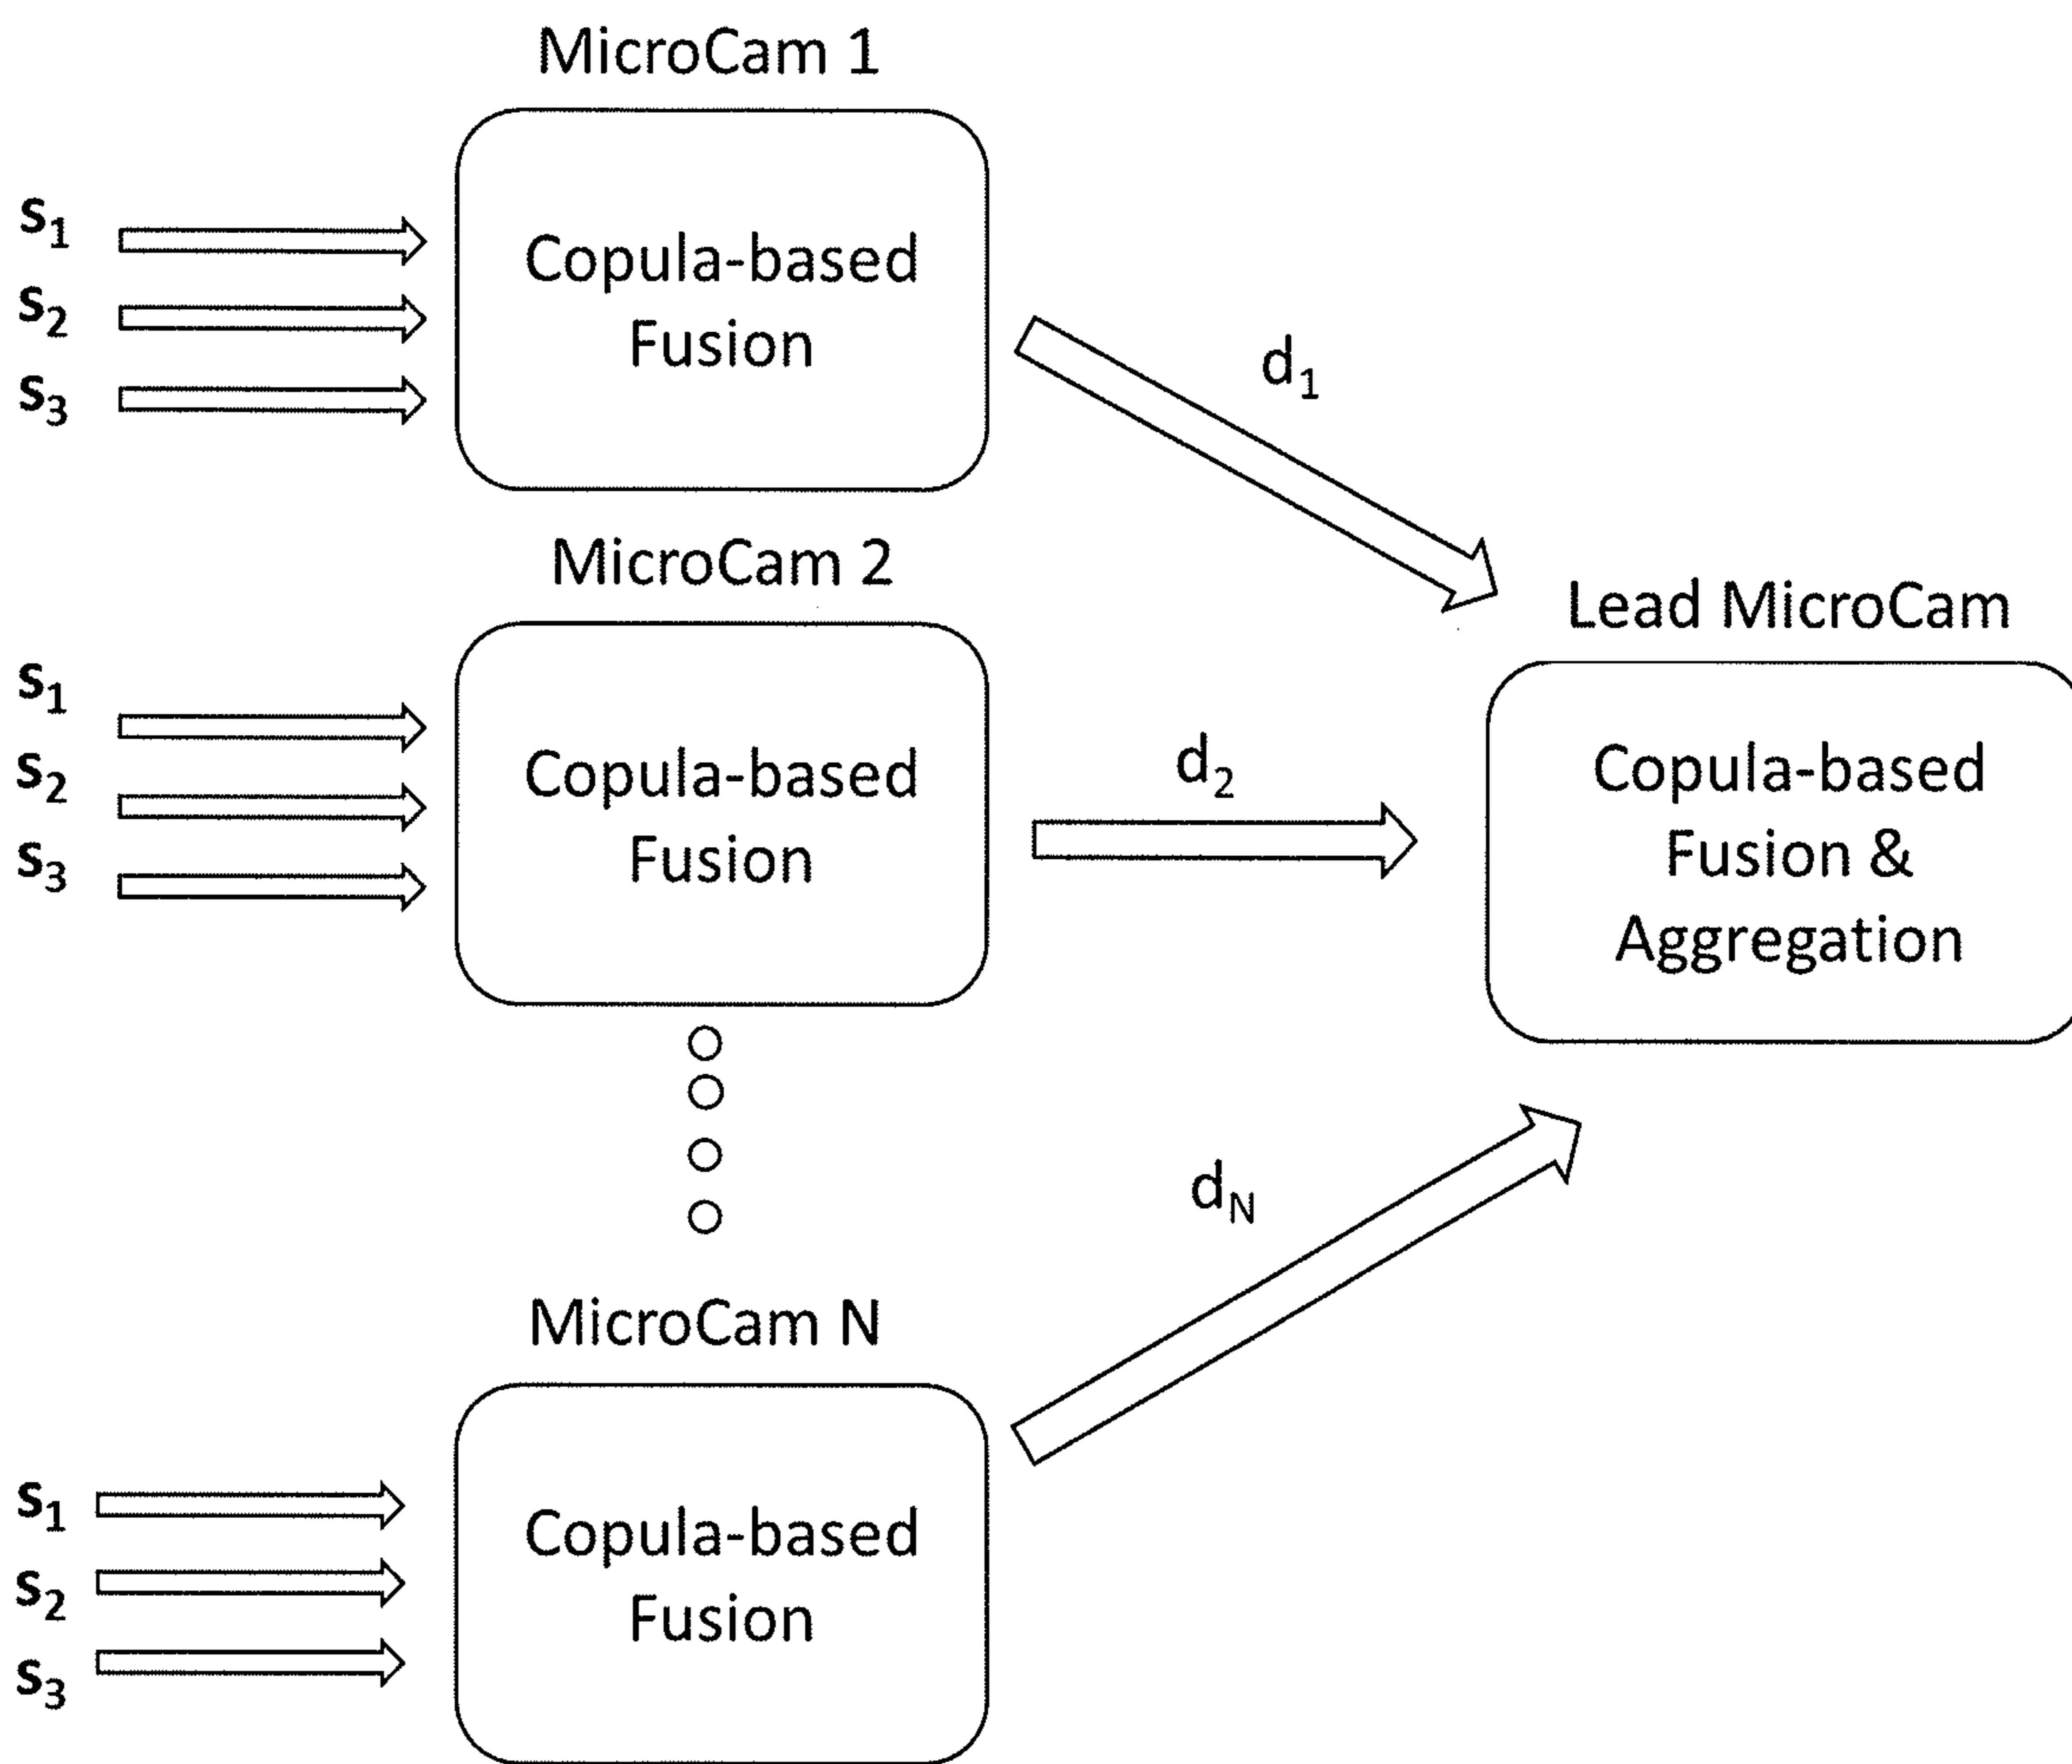 MicroCam 1
s1
s2
s3
Copula-based
Fusion
d1
MicroCam 2
s1
s2
s3
Copula-based
Fusion
d2
Lead MicroCam
Copula-based
Fusion &
Aggregation
MicroCam N
s1
s2
s3
Copula-based
Fusion
dN